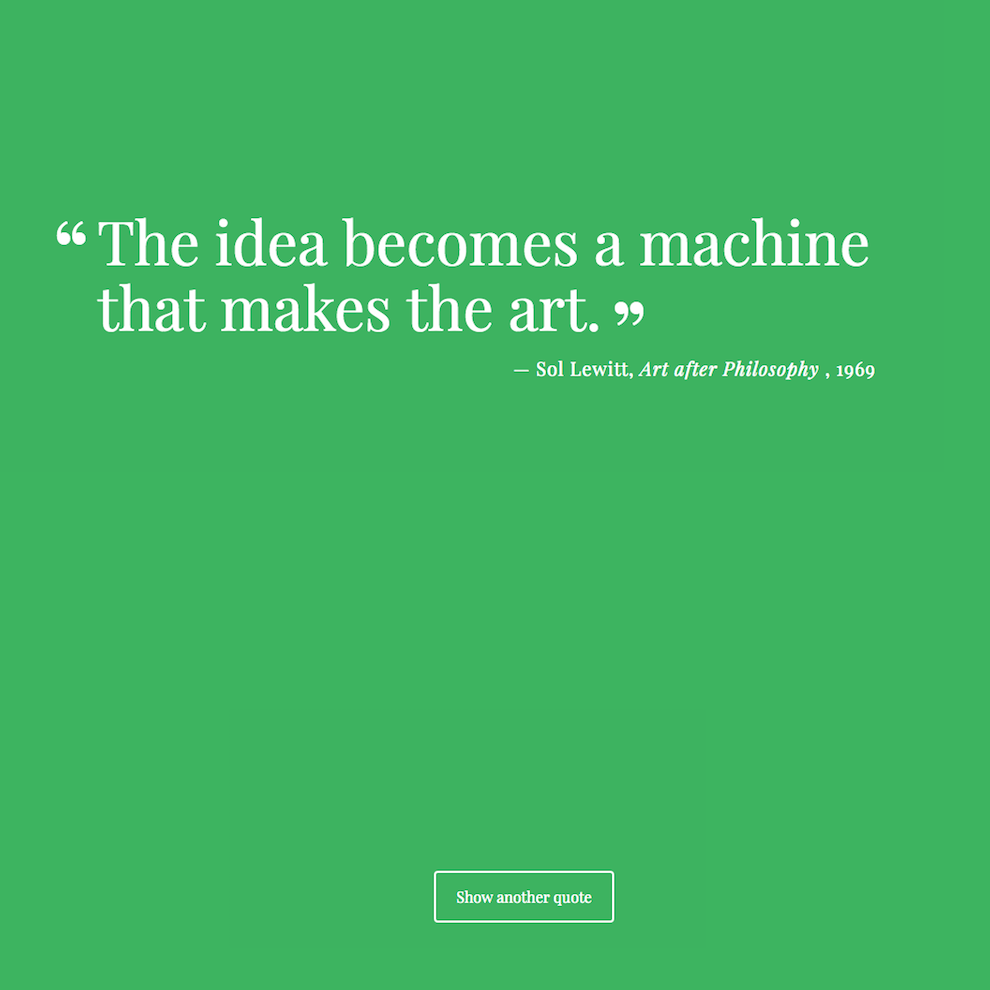 “ The idea becomes a machine
that makes the art. ”
— Sol Lewitt, Art after Philosophy , 1969
Show another quote